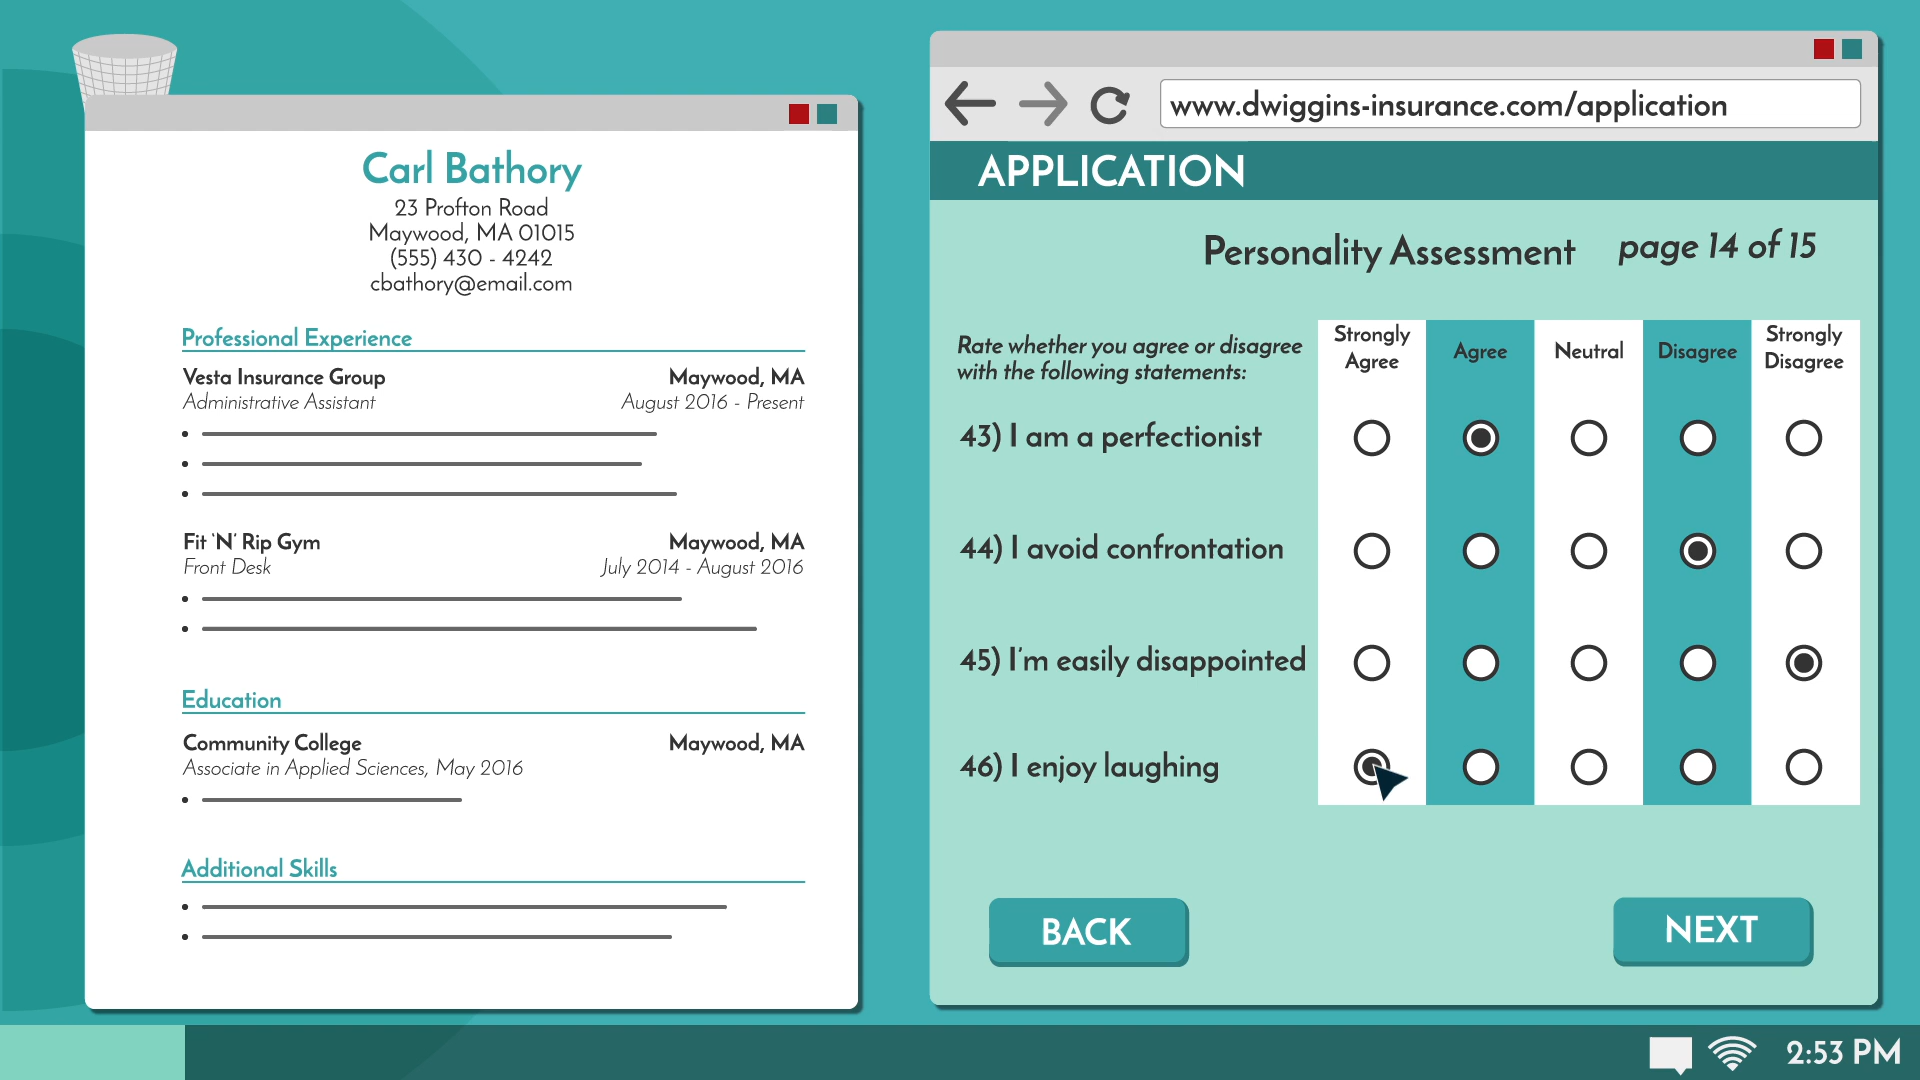 Carl Bathory
23 Profton Road
Maywood, MA 01015
(555) 430 - 4242
cbathory@email.com
Professional Experience
Vesta Insurance Group Maywood, MA
Administrative Assistant August 2016 - Present
Fit 'N' Rip Gym Maywood, MA
Front Desk July 2014 - August 2016
Education
Community College Maywood, MA
Associate in Applied Sciences, May 2016
Additional Skills
www.dwiggins-insurance.com/application
APPLICATION
Personality Assessment page 14 of 15
Rate whether you agree or disagree
with the following statements:
Strongly
Agree
Agree
Neutral
Disagree
Strongly
Disagree
43) I am a perfectionist
44) I avoid confrontation
45) I'm easily disappointed
46) I enjoy laughing
BACK
NEXT
2:53 PM